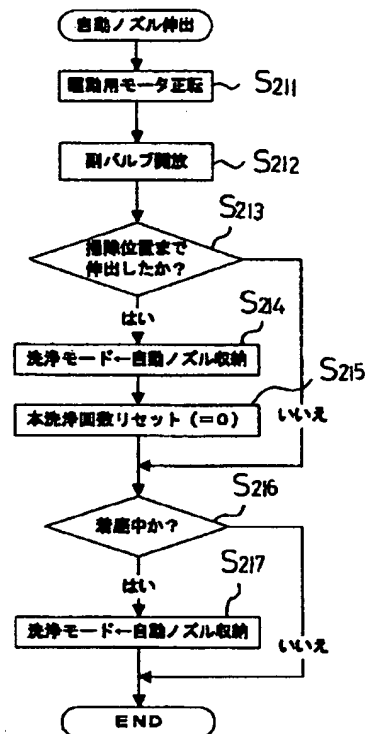 自動ノズル伸出
電動用モータ正転
S211
副バルブ開放
S212
S213
掃除位置まで
伸出したか?
はい
S214
洗浄モード←自動ノズル収納
S215
本洗浄回数リセット(=0)
いいえ
S216
着座中か?
はい
S217
洗浄モード←自動ノズル収納
いいえ
END